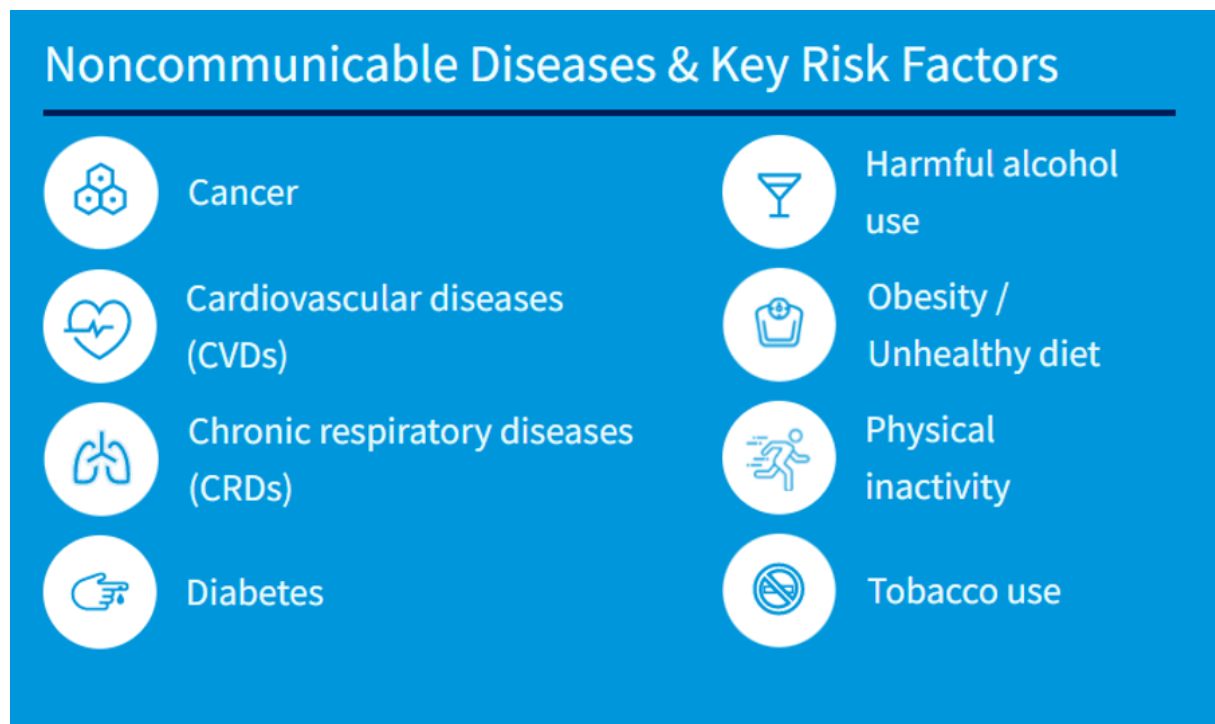 Noncommunicable Diseases & Key Risk Factors
Cancer
Cardiovascular diseases
(CVDs)
Chronic respiratory diseases
(CRDs)
Diabetes
Harmful alcohol
use
Obesity /
Unhealthy diet
Physical
inactivity
Tobacco use